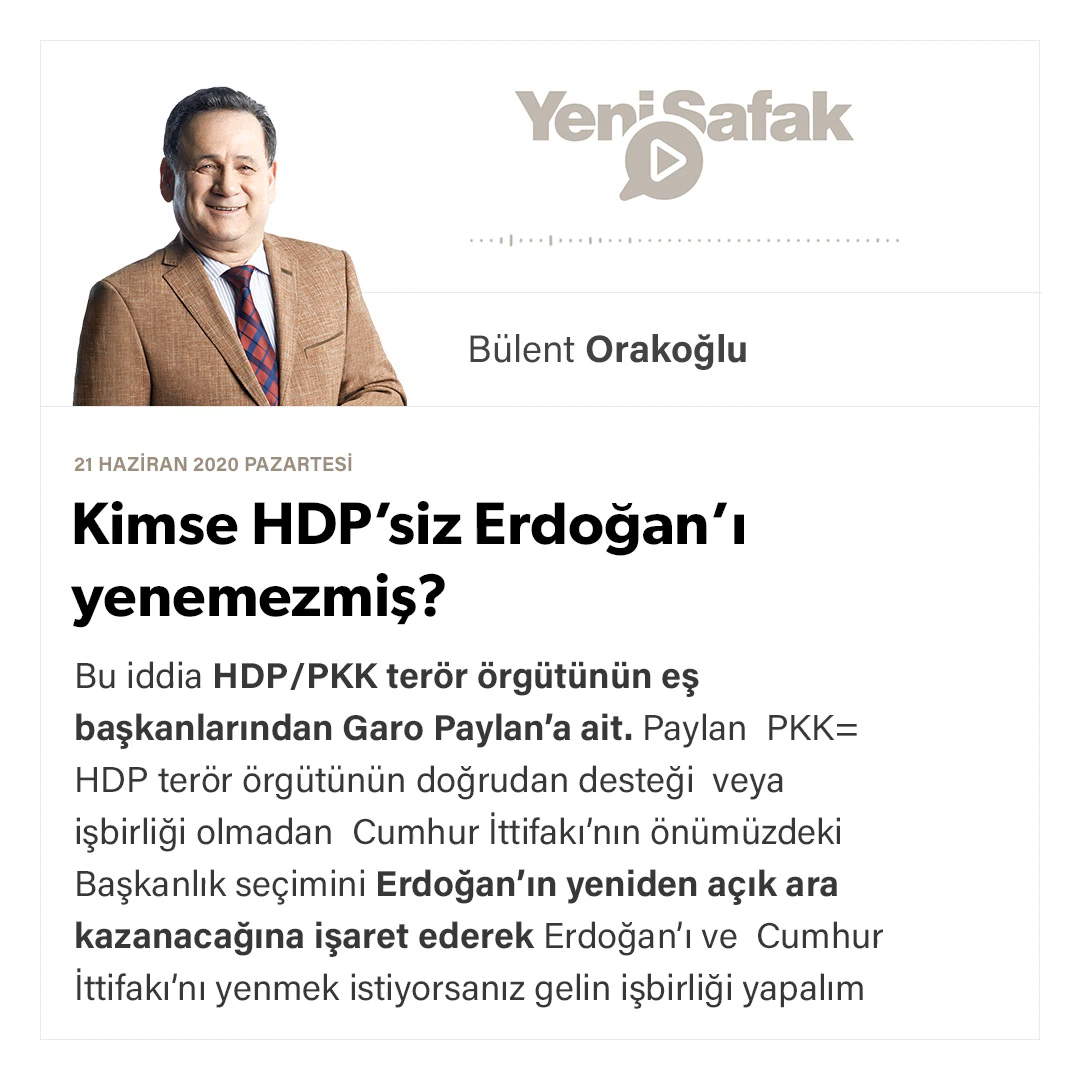 YeniSafak
Bülent Orakoğlu
21 HAZİRAN 2020 PAZARTESİ
Kimse HDP’siz Erdoğan’ı
yenemezmiş?
Bu iddia HDP/PKK terör örgütünün eş
başkanlarından Garo Paylan’a ait. Paylan PKK=
HDP terör örgütünün doğrudan desteği veya
işbirliği olmadan Cumhur İttifakı’nın önümüzdeki
Başkanlık seçimini Erdoğan’ın yeniden açık ara
kazanacağına işaret ederek Erdoğan’ı ve Cumhur
İttifakı’nı yenmek istiyorsanız gelin işbirliği yapalım